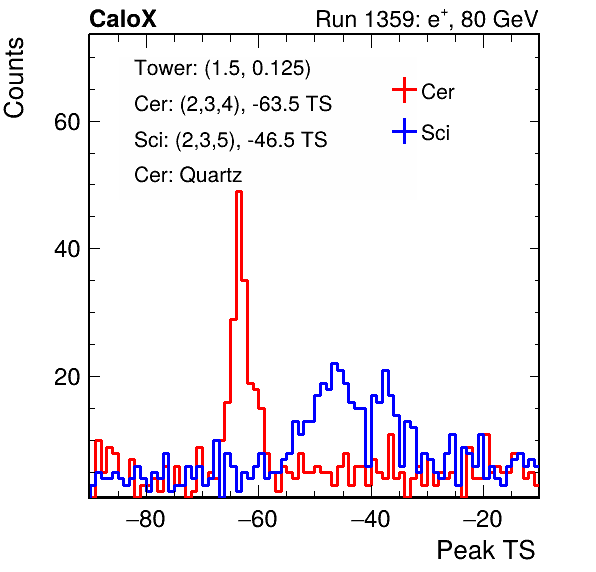 CaloX Run 1359: e⁺, 80 GeV
Counts
Tower: (1.5, 0.125)
Cer: (2,3,4), -63.5 TS
Sci: (2,3,5), -46.5 TS
Cer: Quartz
Cer
Sci
60
40
20
−80 −60 −40 −20
Peak TS